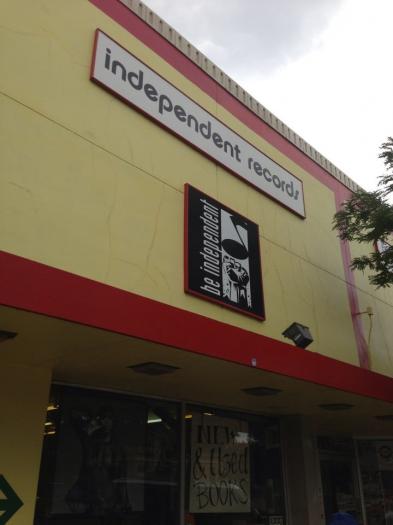 independent records
be independent
NEW
& Used
BOOKS